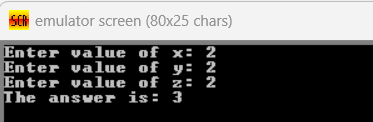 SCR emulator screen (80x25 chars)
Enter value of x: 2
Enter value of y: 2
Enter value of z: 2
The answer is: 3